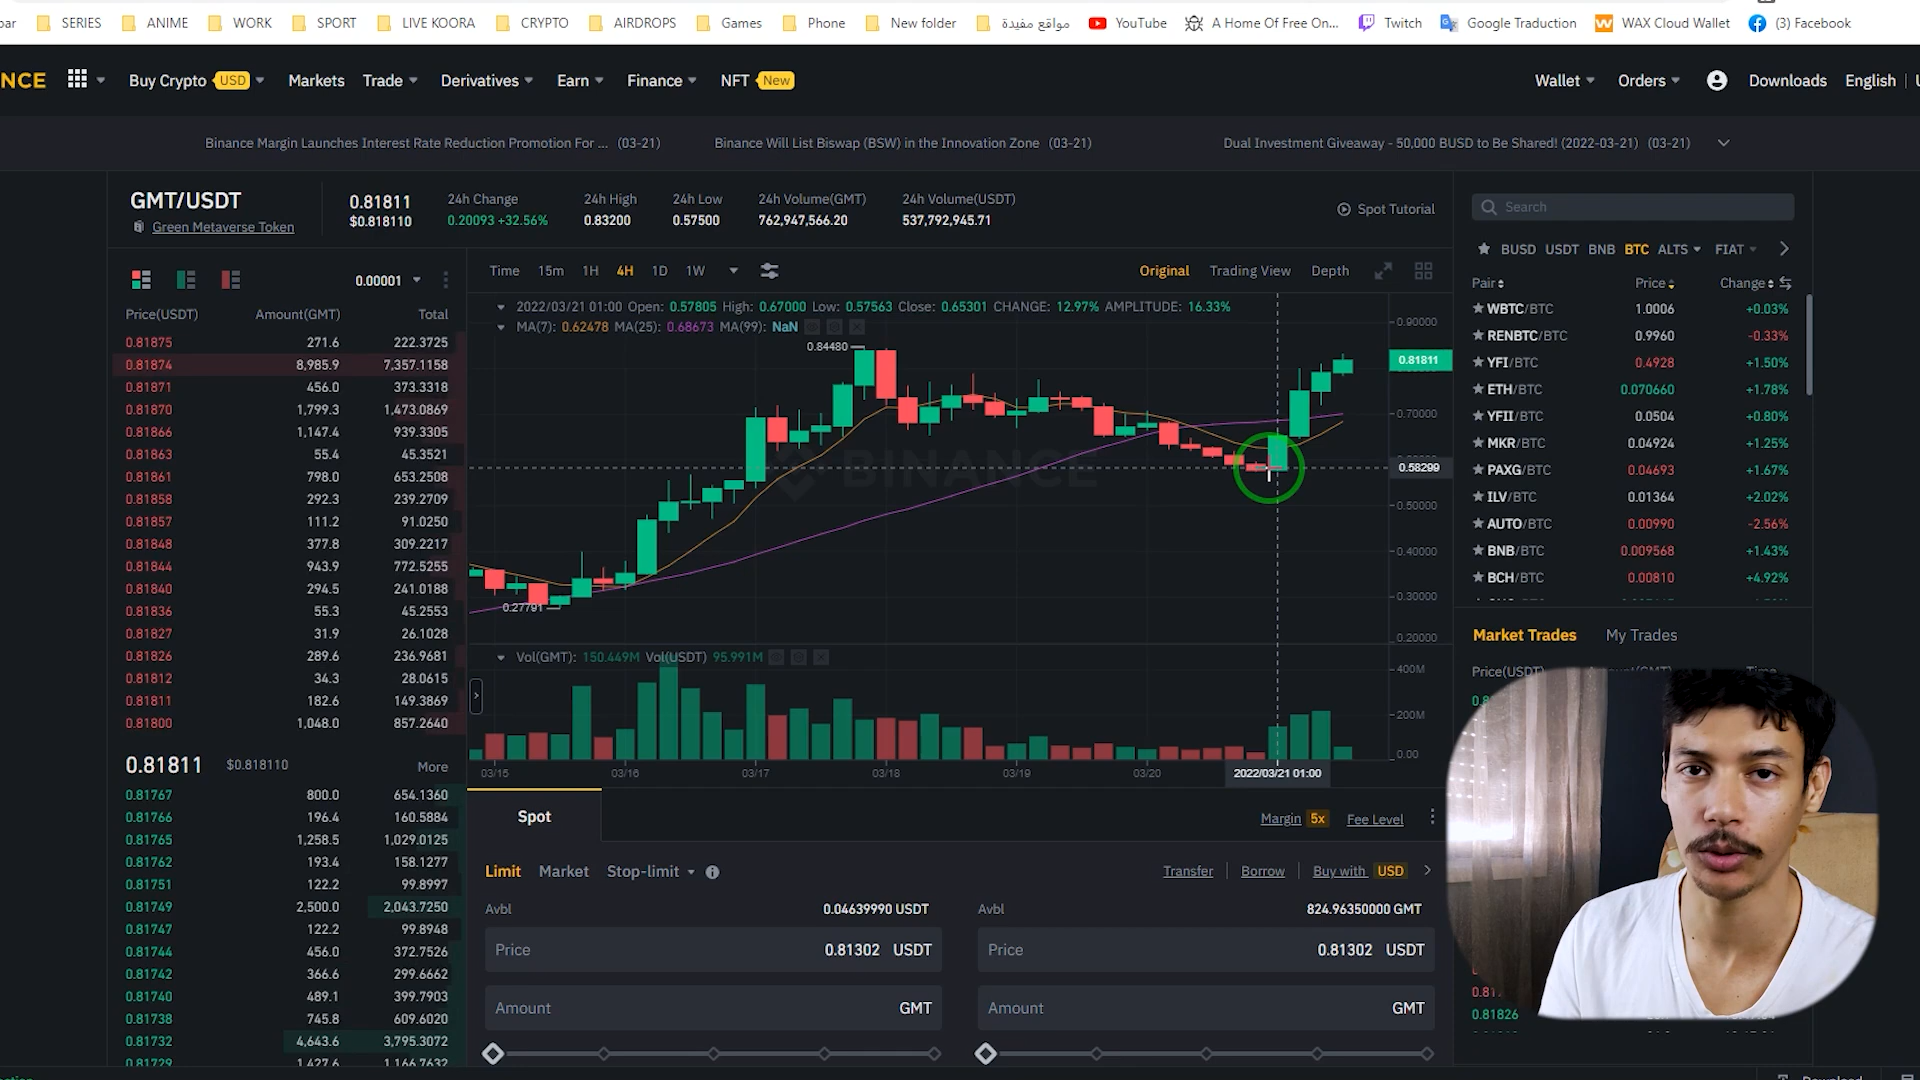 bar SERIES ANIME WORK SPORT LIVE KOORA CRYPTO AIRDROPS Games Phone New folder مواقع مفيدة YouTube A Home Of Free On... Twitch Google Traduction WAX Cloud Wallet (3) Facebook
NCE Buy Crypto USD Markets Trade Derivatives Earn Finance NFT New Wallet Orders Downloads English
Binance Margin Launches Interest Rate Reduction Promotion For ... (03-21) Binance Will List Biswap (BSW) in the Innovation Zone (03-21) Dual Investment Giveaway - 50,000 BUSD to Be Shared! (2022-03-21) (03-21)
GMT/USDT 0.81811 24h Change 24h High 24h Low 24h Volume(GMT) 24h Volume(USDT)
Green Metaverse Token $0.818110 0.20093 +32.56% 0.83200 0.57500 762,947,566.20 537,792,945.71 Spot Tutorial
Search
BUSD USDT BNB BTC ALTS FIAT
0.00001
Price(USDT) Amount(GMT) Total
0.81875 271.6 222.3725
0.81874 8,985.9 7,357.1158
0.81871 456.0 373.3318
0.81870 1,799.3 1,473.0869
0.81866 1,147.4 939.3305
0.81863 55.4 45.3521
0.81861 798.0 653.2508
0.81858 292.3 239.2709
0.81857 111.2 91.0250
0.81848 377.8 309.2217
0.81844 943.9 772.5255
0.81840 294.5 241.0188
0.81836 55.3 45.2553
0.81827 31.9 26.1028
0.81826 289.6 236.9681
0.81812 34.3 28.0615
0.81811 182.6 149.3869
0.81800 1,048.0 857.2640
0.81811 $0.818110 More
0.81767 800.0 654.1360
0.81766 196.4 160.5884
0.81765 1,258.5 1,029.0125
0.81762 193.4 158.1277
0.81751 122.2 99.8997
0.81749 2,500.0 2,043.7250
0.81747 122.2 99.8948
0.81744 456.0 372.7526
0.81742 366.6 299.6662
0.81740 489.1 399.7903
0.81738 745.8 609.6020
0.81732 4,643.6 3,795.3072
0.81729 1,427.6 1,166.7632
Time 15m 1H 4H 1D 1W Original Trading View Depth
2022/03/21 01:00 Open: 0.57805 High: 0.67000 Low: 0.57563 Close: 0.65301 CHANGE: 12.97% AMPLITUDE: 16.33%
MA(7): 0.62478 MA(25): 0.68673 MA(99): NaN
0.90000
0.84480
0.81811
0.70000
BINANCE
0.58299
0.50000
0.40000
0.30000
0.27791
0.20000
Vol(GMT): 150.449M Vol(USDT) 95.991M
400M
200M
0.00
03/15 03/16 03/17 03/18 03/19 03/20 2022/03/21 01:00
Spot Margin 5x Fee Level
Limit Market Stop-limit Transfer Borrow Buy with USD
Avbl 0.04639990 USDT Avbl 824.96350000 GMT
Price 0.81302 USDT Price 0.81302 USDT
Amount GMT Amount GMT
Pair Price Change
WBTC/BTC 1.0006 +0.03%
RENBTC/BTC 0.9960 -0.33%
YFI/BTC 0.4928 +1.50%
ETH/BTC 0.070660 +1.78%
YFII/BTC 0.0504 +0.80%
MKR/BTC 0.04924 +1.25%
PAXG/BTC 0.04693 +1.67%
ILV/BTC 0.01364 +2.02%
AUTO/BTC 0.00990 -2.56%
BNB/BTC 0.009568 +1.43%
BCH/BTC 0.00810 +4.92%
Market Trades My Trades
Price(USDT)
0.81826